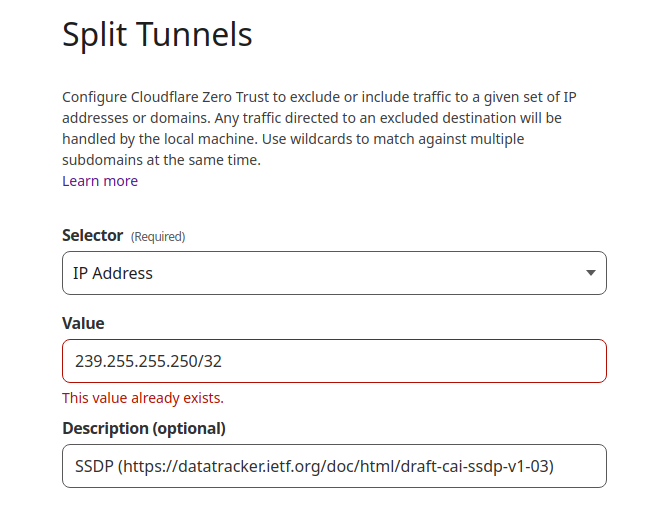 Split Tunnels
Configure Cloudflare Zero Trust to exclude or include traffic to a given set of IP
addresses or domains. Any traffic directed to an excluded destination will be
handled by the local machine. Use wildcards to match against multiple
subdomains at the same time.
Learn more
Selector (Required)
IP Address
Value
239.255.255.250/32
This value already exists.
Description (optional)
SSDP (https://datatracker.ietf.org/doc/html/draft-cai-ssdp-v1-03)